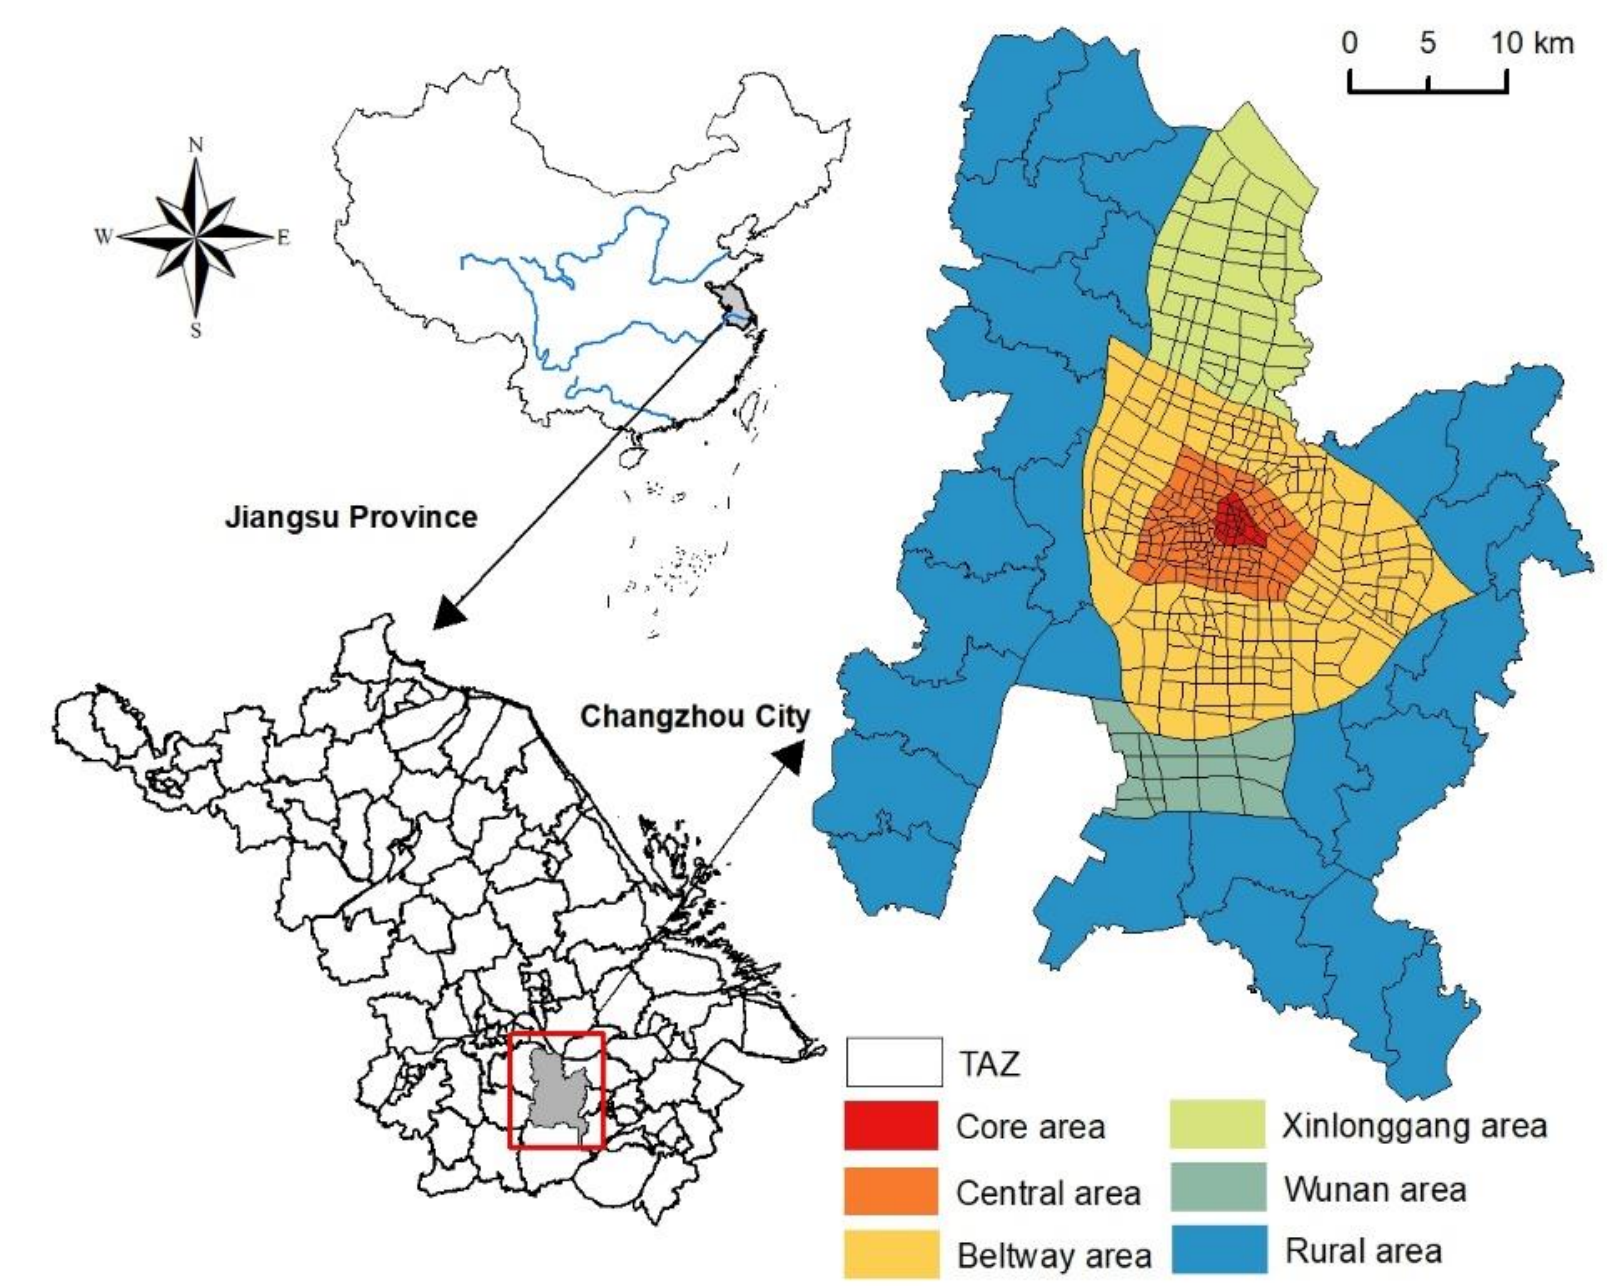 0 5 10 km
N
W E
S
Jiangsu Province
Changzhou City
TAZ
Core area
Central area
Beltway area
Xinlonggang area
Wunan area
Rural area